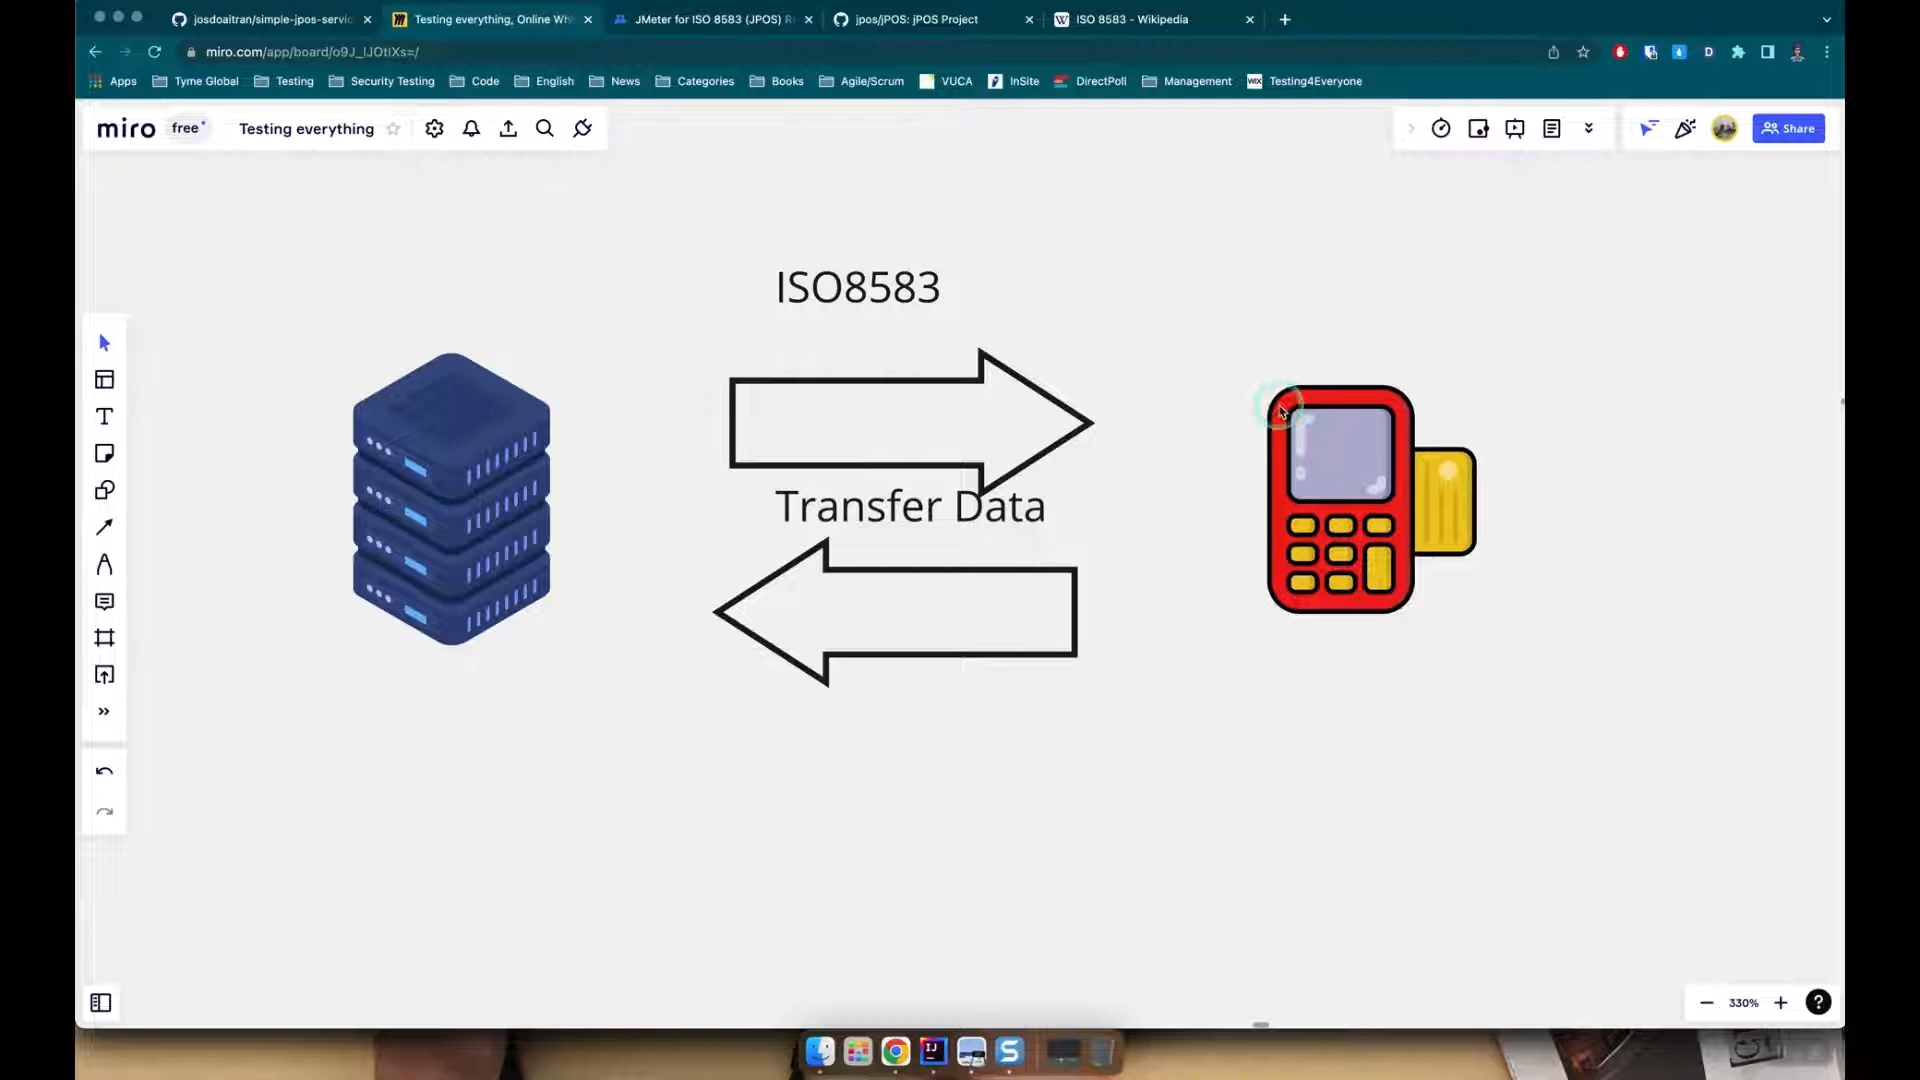 josdoaitran/simple-jpos-servic
Testing everything, Online Wh
JMeter for ISO 8583 (JPOS) R
jpos/jPOS: jPOS Project
ISO 8583 - Wikipedia
miro.com/app/board/o9J_lJOtiXs=/
Apps
Tyme Global
Testing
Security Testing
Code
English
News
Categories
Books
Agile/Scrum
VUCA
InSite
DirectPoll
Management
WIX
Testing4Everyone
miro
free
Testing everything
Share
ISO8583
Transfer Data
330%